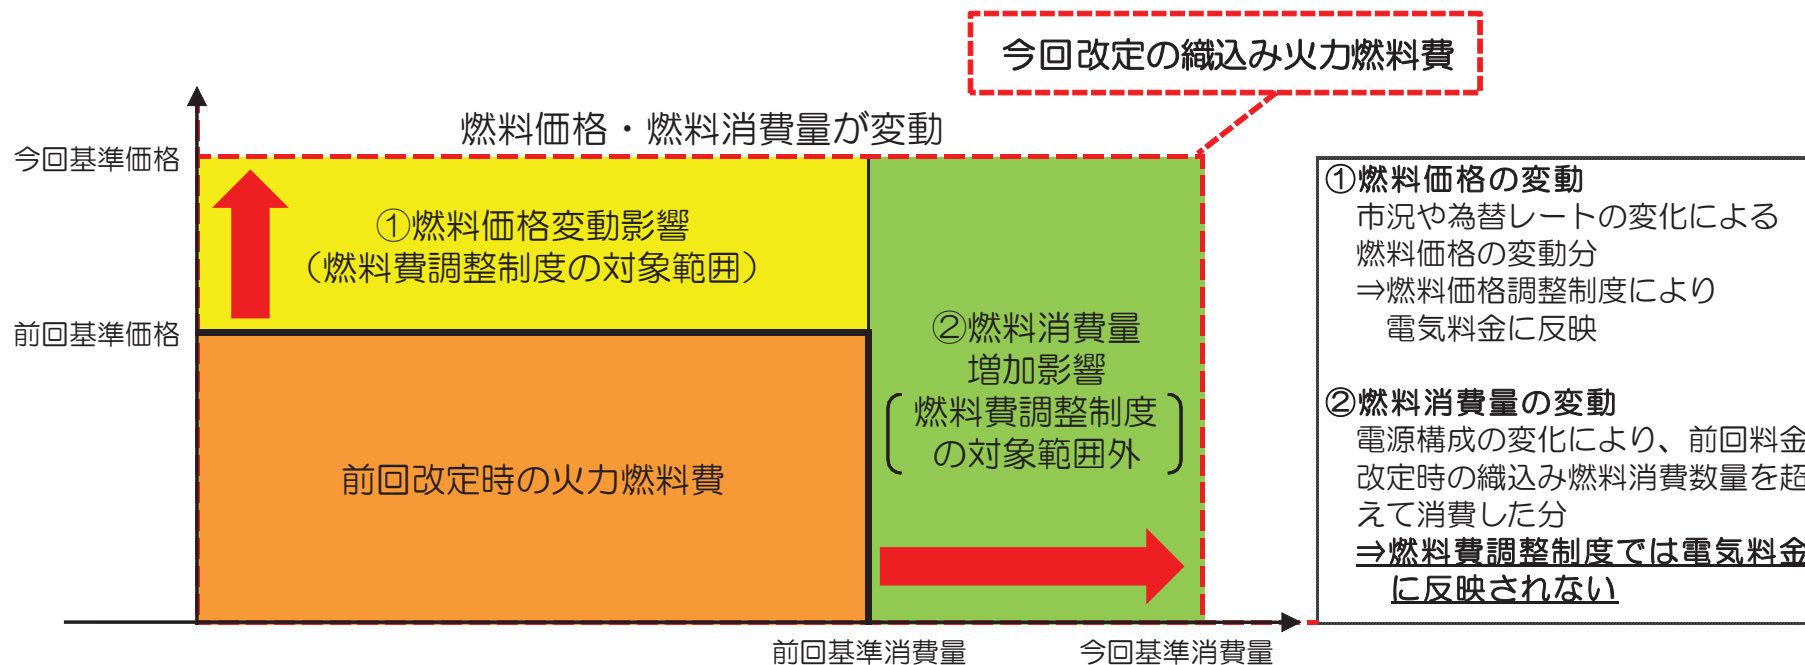 今回改定の織込み火力燃料費
燃料価格・燃料消費量が変動
今回基準価格
①燃料価格変動影響
（燃料費調整制度の対象範囲）
前回基準価格
②燃料消費量
増加影響
燃料費調整制度
の対象範囲外
前回改定時の火力燃料費
前回基準消費量
今回基準消費量
①燃料価格の変動
市況や為替レートの変化による
燃料価格の変動分
⇒燃料価格調整制度により
電気料金に反映
②燃料消費量の変動
電源構成の変化により、前回料金
改定時の織込み燃料消費数量を超
えて消費した分
⇒燃料費調整制度では電気料金
に反映されない